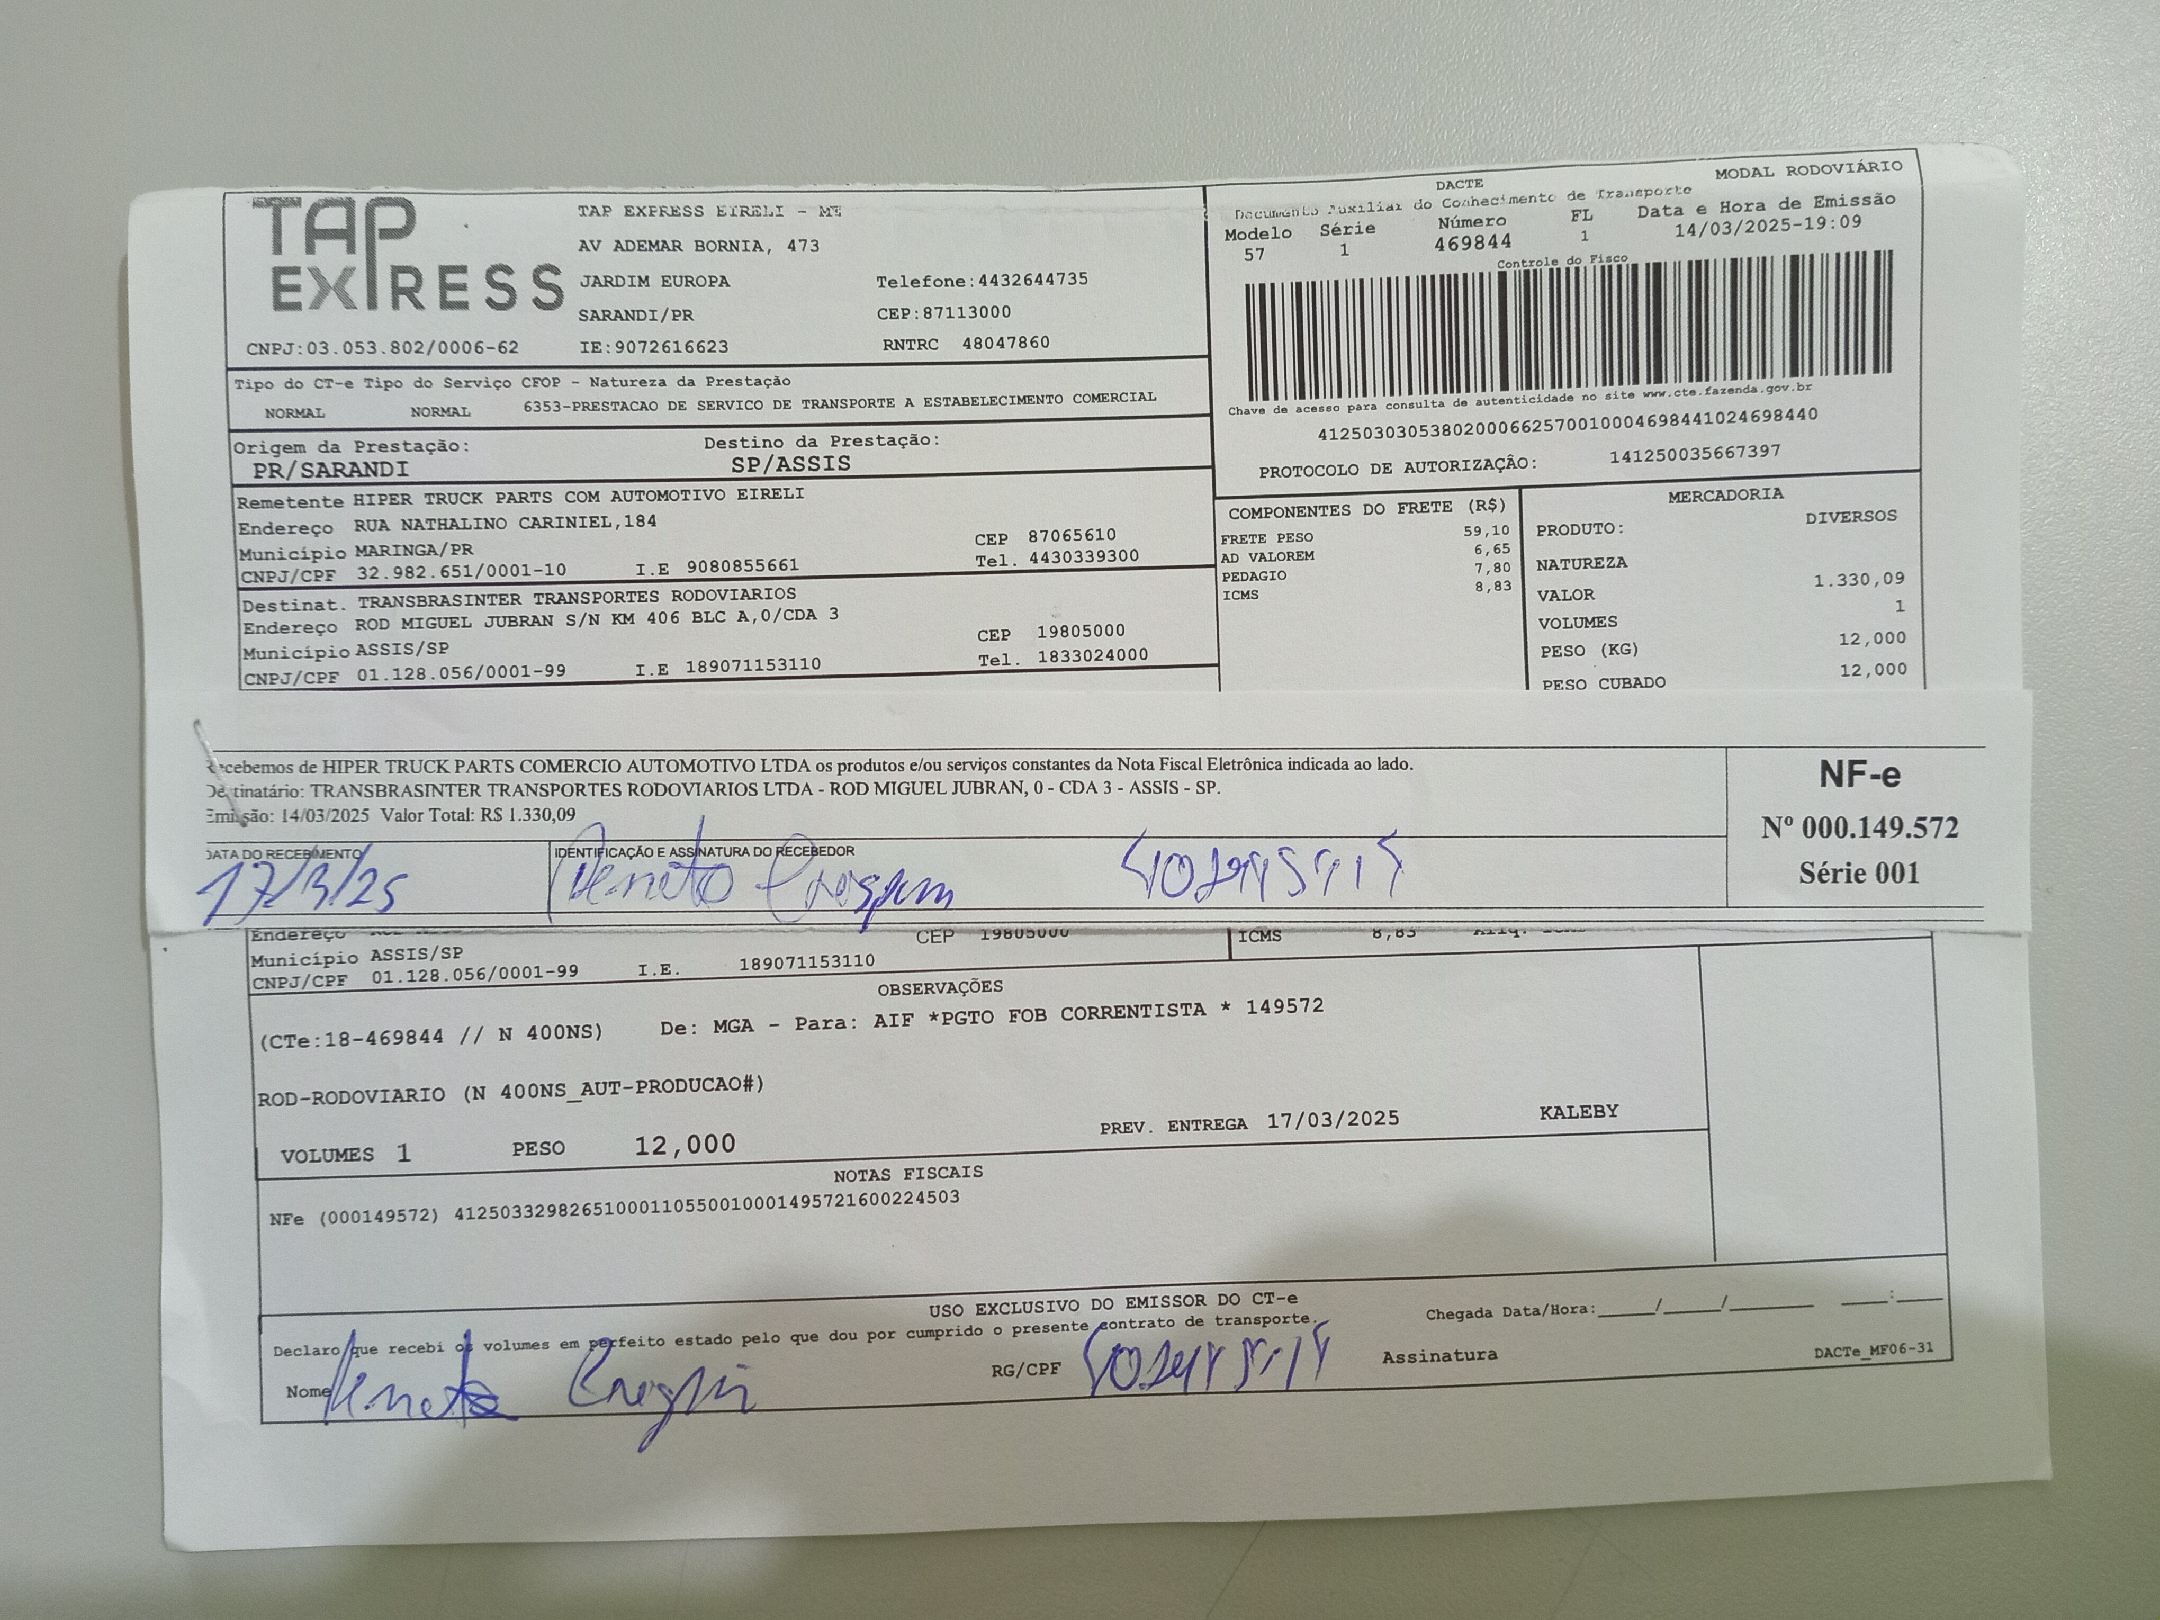 TAP EXPRESS
TAP EXPRESS EIRELI - ME
AV ADEMAR BORNIA, 473
JARDIM EUROPA Telefone:4432644735
SARANDI/PR CEP:87113000
CNPJ:03.053.802/0006-62 IE:9072616623 RNTRC 48047860
DACTE MODAL RODOVIÁRIO
Documento Auxiliar do Conhecimento de Transporte
Modelo Série Número FL Data e Hora de Emissão
57 1 469844 1 14/03/2025-19:09
Controle do Fisco
Chave de acesso para consulta de autenticidade no site www.cte.fazenda.gov.br
41250303053802000662570010004698441024698440
PROTOCOLO DE AUTORIZAÇÃO: 141250035667397
Tipo do CT-e Tipo do Serviço CFOP - Natureza da Prestação
NORMAL NORMAL 6353-PRESTACAO DE SERVICO DE TRANSPORTE A ESTABELECIMENTO COMERCIAL
Origem da Prestação: Destino da Prestação:
PR/SARANDI SP/ASSIS
Remetente HIPER TRUCK PARTS COM AUTOMOTIVO EIRELI
Endereço RUA NATHALINO CARINIEL,184
Município MARINGA/PR CEP 87065610
CNPJ/CPF 32.982.651/0001-10 I.E 9080855661 Tel. 4430339300
Destinat. TRANSBRASINTER TRANSPORTES RODOVIARIOS
Endereço ROD MIGUEL JUBRAN S/N KM 406 BLC A,0/CDA 3
Município ASSIS/SP CEP 19805000
CNPJ/CPF 01.128.056/0001-99 I.E 189071153110 Tel. 1833024000
COMPONENTES DO FRETE (R$)
FRETE PESO 59,10
AD VALOREM 6,65
PEDAGIO 7,80
ICMS 8,83
MERCADORIA
PRODUTO: DIVERSOS
NATUREZA
VALOR 1.330,09
VOLUMES 1
PESO (KG) 12,000
PESO CUBADO 12,000
Recebemos de HIPER TRUCK PARTS COMERCIO AUTOMOTIVO LTDA os produtos e/ou serviços constantes da Nota Fiscal Eletrônica indicada ao lado.
Destinatário: TRANSBRASINTER TRANSPORTES RODOVIARIOS LTDA - ROD MIGUEL JUBRAN, 0 - CDA 3 - ASSIS - SP.
Emissão: 14/03/2025 Valor Total: R$ 1.330,09
DATA DO RECEBIMENTO IDENTIFICAÇÃO E ASSINATURA DO RECEBEDOR
17/3/25
NF-e
Nº 000.149.572
Série 001
Endereço CEP 19805000 ICMS 8,83
Município ASSIS/SP
CNPJ/CPF 01.128.056/0001-99 I.E. 189071153110
OBSERVAÇÕES
(CTe:18-469844 // N 400NS) De: MGA - Para: AIF *PGTO FOB CORRENTISTA * 149572
ROD-RODOVIARIO (N 400NS_AUT-PRODUCAO#)
VOLUMES 1 PESO 12,000 PREV. ENTREGA 17/03/2025 KALEBY
NOTAS FISCAIS
NFe (000149572) 41250332982651000110550010001495721600224503
USO EXCLUSIVO DO EMISSOR DO CT-e
Declaro que recebi os volumes em perfeito estado pelo que dou por cumprido o presente contrato de transporte. Chegada Data/Hora:_____/_____/_______ ____:____
Nome RG/CPF Assinatura DACTe_MF06-31